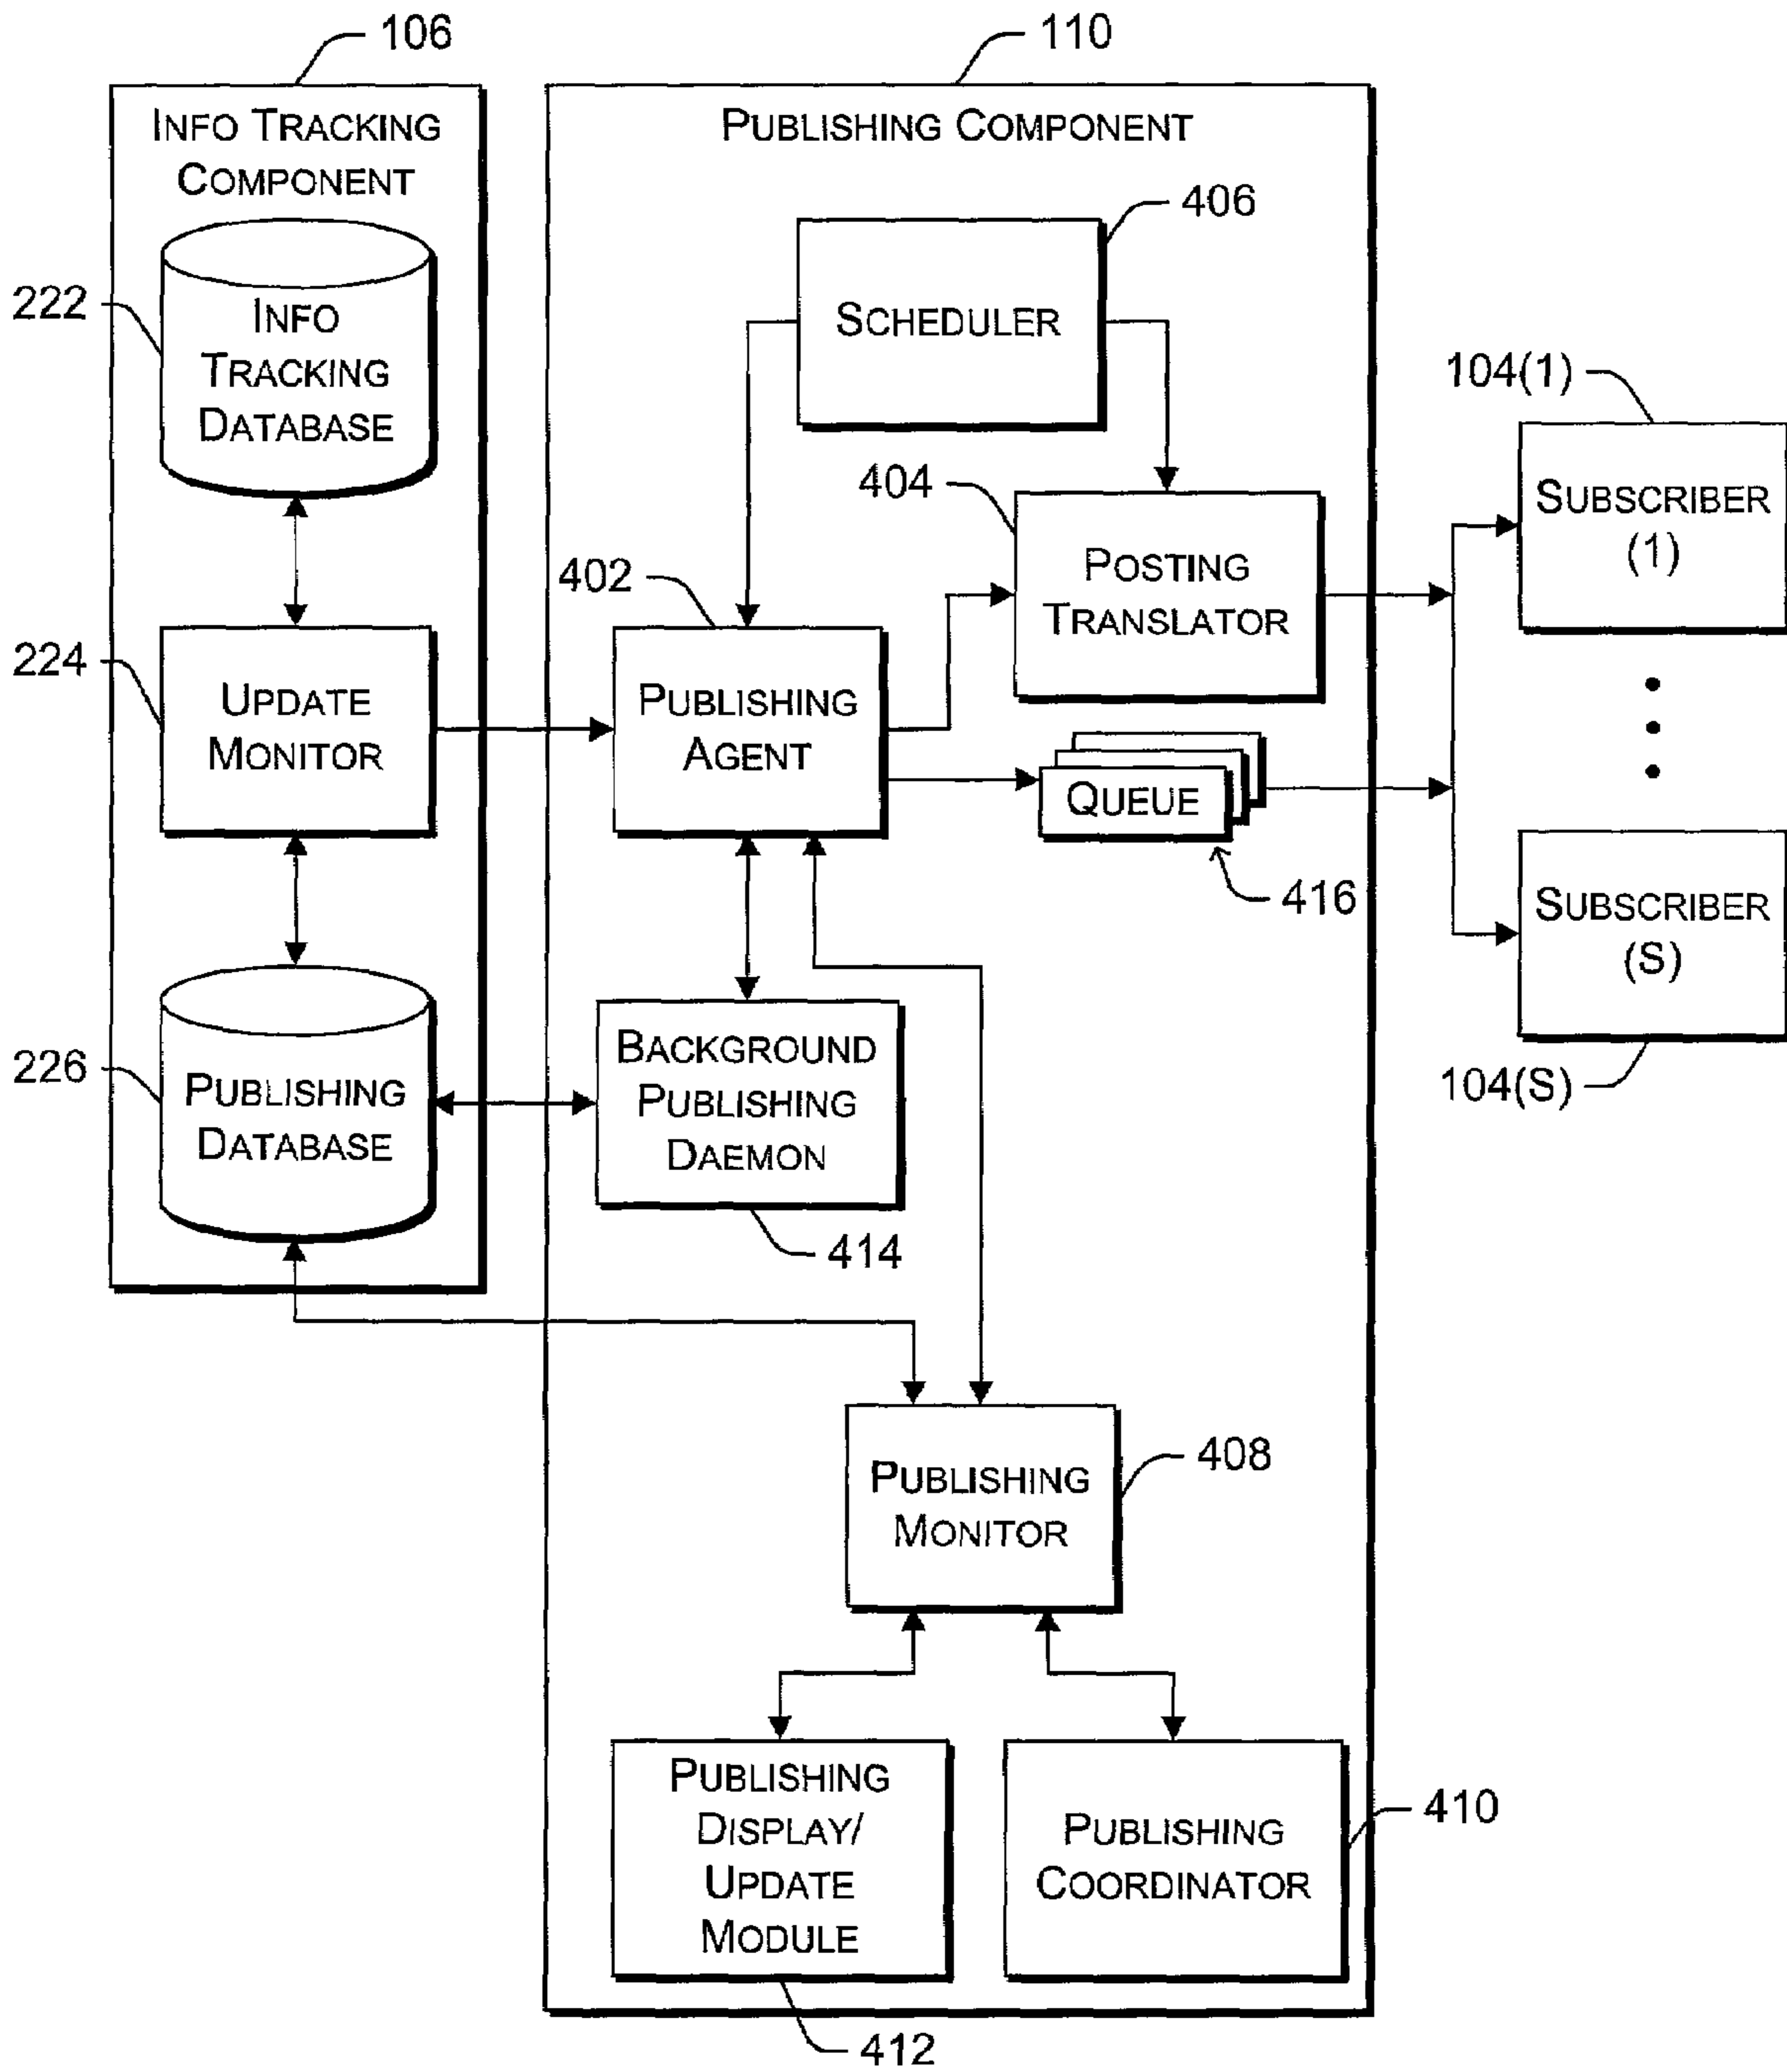 106
110
INFO TRACKING
COMPONENT
PUBLISHING COMPONENT
406
222
INFO
TRACKING
DATABASE
SCHEDULER
104(1)
SUBSCRIBER
(1)
404
POSTING
TRANSLATOR
402
224
UPDATE
MONITOR
PUBLISHING
AGENT
QUEUE
416
SUBSCRIBER
(S)
104(S)
226
PUBLISHING
DATABASE
BACKGROUND
PUBLISHING
DAEMON
414
408
PUBLISHING
MONITOR
PUBLISHING
DISPLAY/
UPDATE
MODULE
410
PUBLISHING
COORDINATOR
412